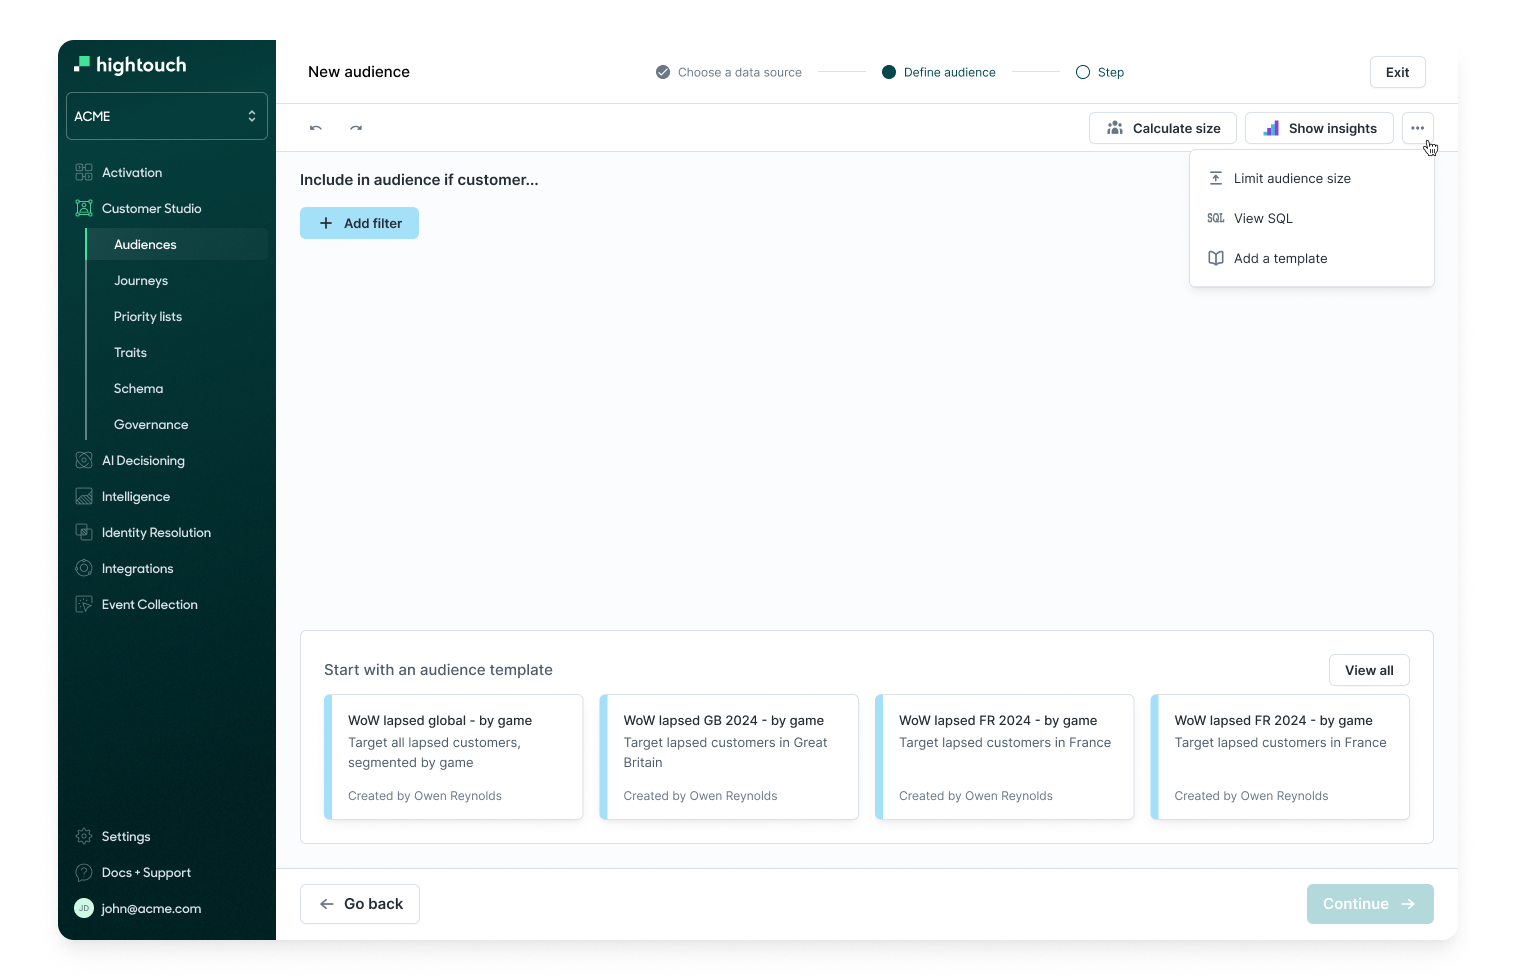 hightouch
ACME
Activation
Customer Studio
Audiences
Journeys
Priority lists
Traits
Schema
Governance
AI Decisioning
Intelligence
Identity Resolution
Integrations
Event Collection
Settings
Docs + Support
JD john@acme.com
New audience
Choose a data source
Define audience
Step
Exit
Calculate size
Show insights
Include in audience if customer...
Add filter
Limit audience size
SQL View SQL
Add a template
Start with an audience template
View all
WoW lapsed global - by game
Target all lapsed customers,
segmented by game
Created by Owen Reynolds
WoW lapsed GB 2024 - by game
Target lapsed customers in Great
Britain
Created by Owen Reynolds
WoW lapsed FR 2024 - by game
Target lapsed customers in France
Created by Owen Reynolds
WoW lapsed FR 2024 - by game
Target lapsed customers in France
Created by Owen Reynolds
Go back
Continue